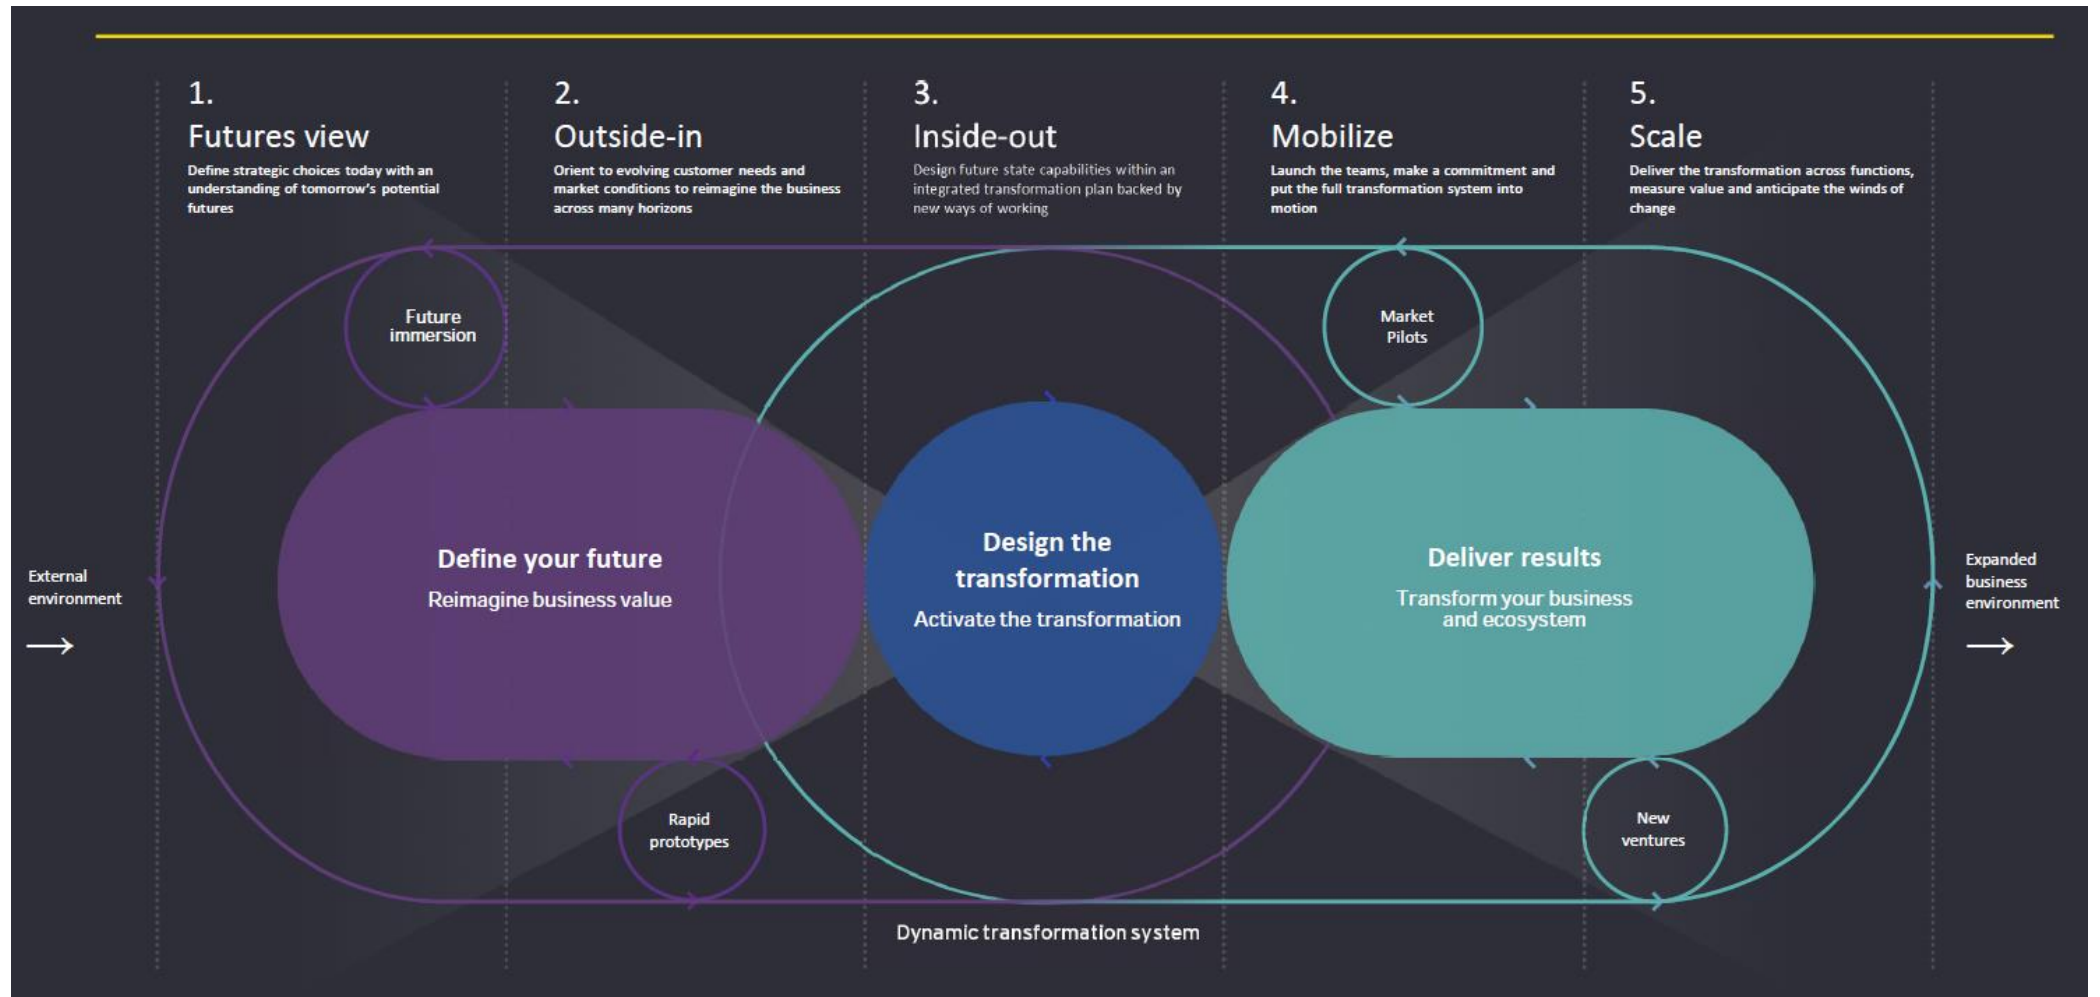 1.
Futures view
Define strategic choices today with an
understanding of tomorrow's potential
futures
2.
Outside-in
Orient to evolving customer needs and
market conditions to reimagine the business
across many horizons
3.
Inside-out
Design future state capabilities within an
integrated transformation plan backed by
new ways of working
4.
Mobilize
Launch the teams, make a commitment and
put the full transformation system into
motion
5.
Scale
Deliver the transformation across functions,
measure value and anticipate the winds of
change
Future
immersion
Market
Pilots
External
environment
Define your future
Reimagine business value
Design the
transformation
Activate the transformation
Deliver results
Transform your business
and ecosystem
Expanded
business
environment
Rapid
prototypes
New
ventures
Dynamic transformation system